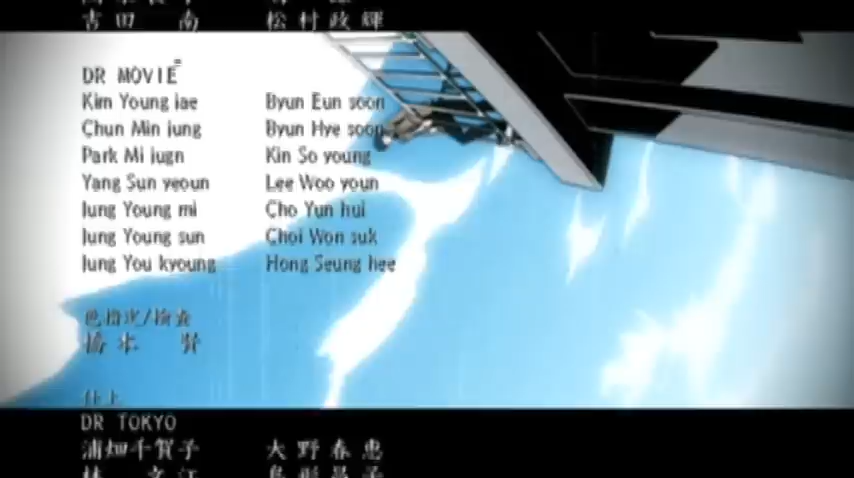 吉田 南 松村政輝
DR MOVIE
Kim Young jae Byun Eun soon
Chun Min jung Byun Hye soon
Park Mi jugn Kin So young
Yang Sun yeoun Lee Woo youn
Jung Young mi Cho Yun hui
Jung Young sun Choi Won suk
Jung You kyoung Hong Seung hee
色指定/検査
橋本 賢
仕上
DR TOKYO
浦畑千賀子 大野春恵